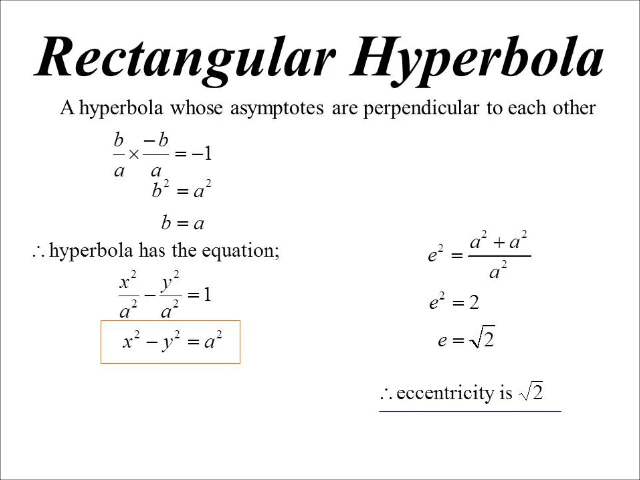 Rectangular Hyperbola
A hyperbola whose asymptotes are perpendicular to each other
b/a × −b/a = −1
b² = a²
b = a
∴ hyperbola has the equation;
x²/a² − y²/a² = 1
x² − y² = a²
e² = (a² + a²)/a²
e² = 2
e = √2
∴ eccentricity is √2